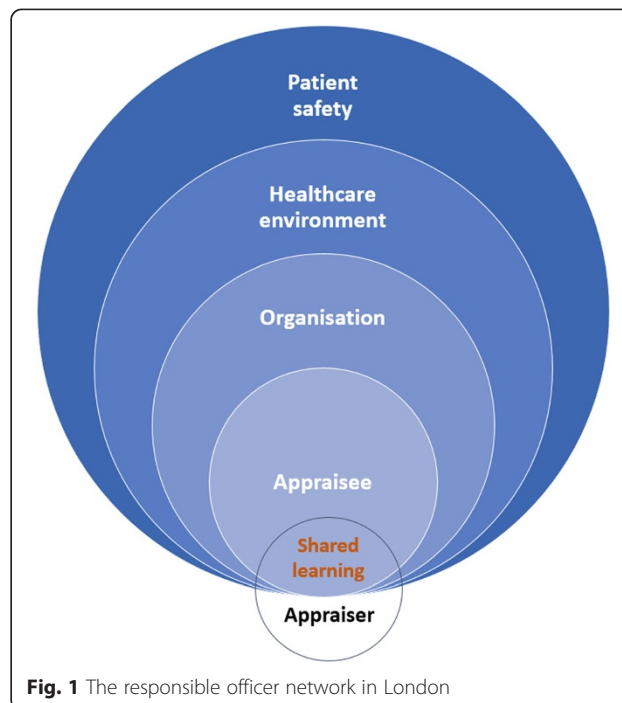 Patient
safety
Healthcare
environment
Organisation
Appraisee
Shared
learning
Appraiser
Fig. 1 The responsible officer network in London